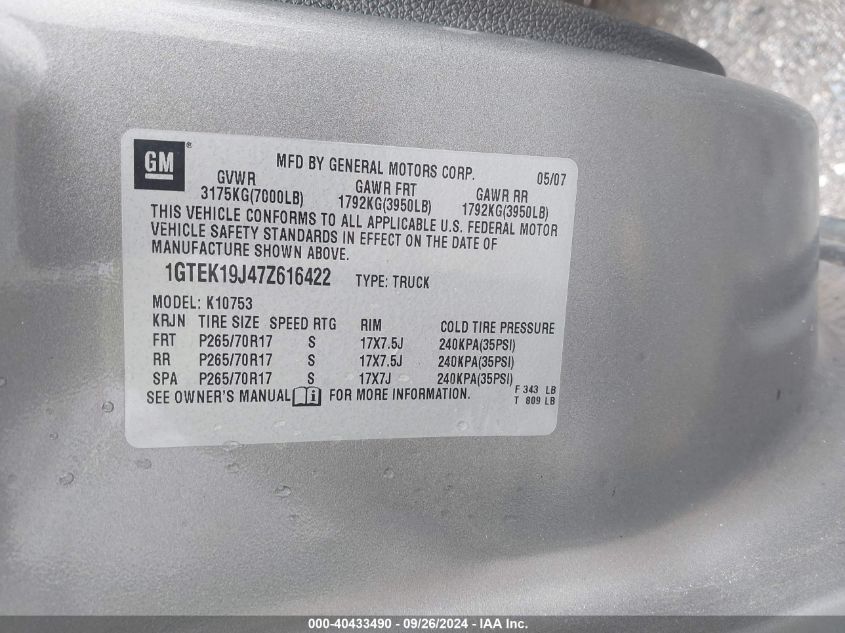 GM ®
MFD BY GENERAL MOTORS CORP. 05/07
GVWR GAWR FRT GAWR RR
3175KG(7000LB) 1792KG(3950LB) 1792KG(3950LB)
THIS VEHICLE CONFORMS TO ALL APPLICABLE U.S. FEDERAL MOTOR
VEHICLE SAFETY STANDARDS IN EFFECT ON THE DATE OF
MANUFACTURE SHOWN ABOVE.
1GTEK19J47Z616422 TYPE: TRUCK
MODEL: K10753
KRJN TIRE SIZE SPEED RTG RIM COLD TIRE PRESSURE
FRT P265/70R17 S 17X7.5J 240KPA(35PSI)
RR P265/70R17 S 17X7.5J 240KPA(35PSI)
SPA P265/70R17 S 17X7J 240KPA(35PSI)
SEE OWNER'S MANUAL i FOR MORE INFORMATION.
F 343 LB
T 809 LB
000-40433490 - 09/26/2024 - IAA Inc.